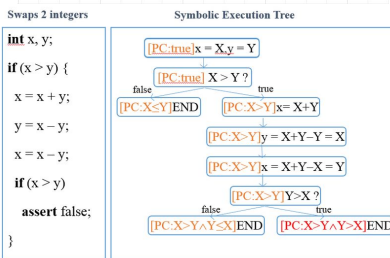 Swaps 2 integers
int x, y;
if (x > y) {
x = x + y;
y = x – y;
x = x – y;
if (x > y)
assert false;
}
Symbolic Execution Tree
[PC:true]x = X,y = Y
[PC:true] X > Y ?
false true
[PC:X≤Y]END [PC:X>Y]x= X+Y
[PC:X>Y]y = X+Y–Y = X
[PC:X>Y]x = X+Y–X = Y
[PC:X>Y]Y>X ?
false true
[PC:X>Y∧Y≤X]END [PC:X>Y∧Y>X]END